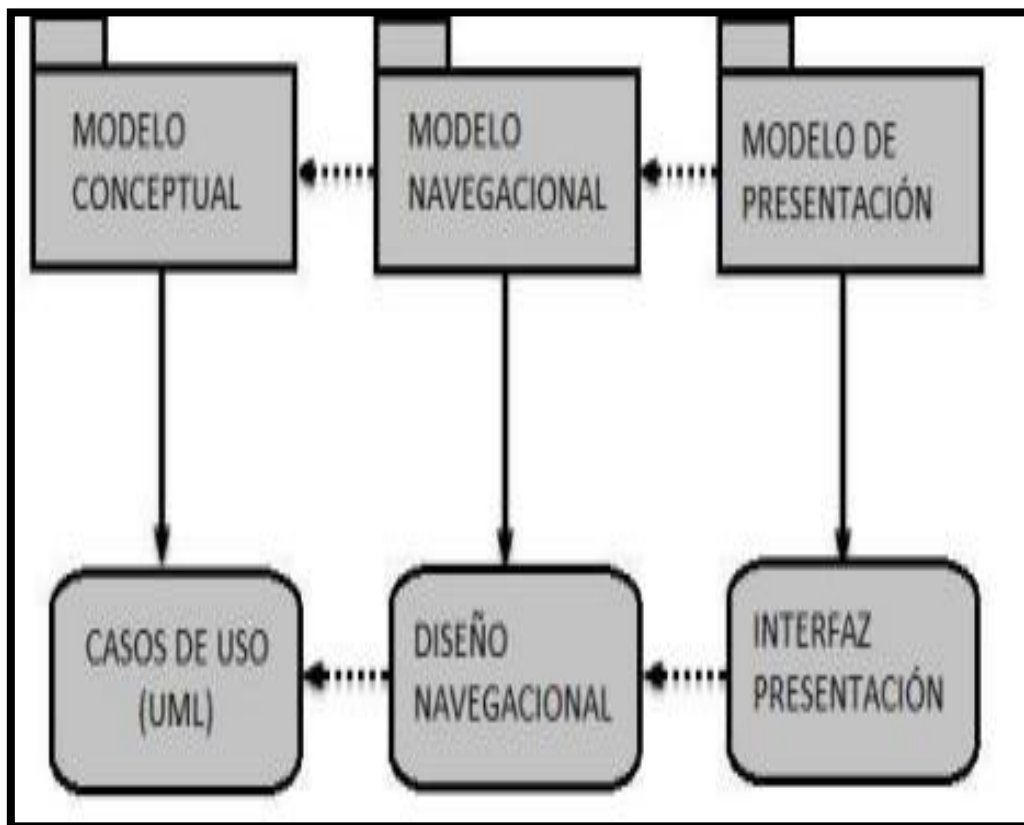 MODELO
CONCEPTUAL
MODELO
NAVEGACIONAL
MODELO DE
PRESENTACIÓN
CASOS DE USO
(UML)
DISEÑO
NAVEGACIONAL
INTERFAZ
PRESENTACIÓN